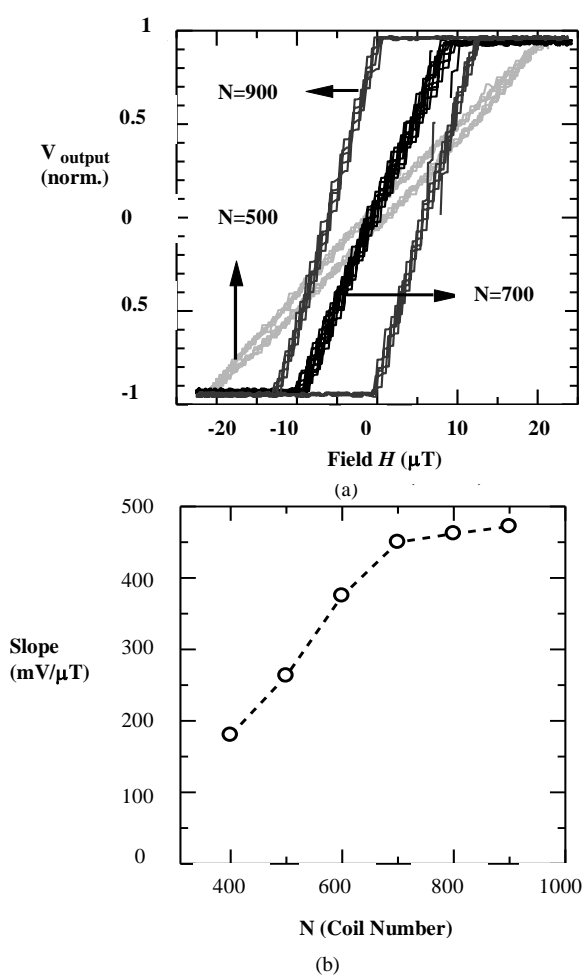 1
N=900
0.5
V output
(norm.)
0
N=500
0.5
N=700
-1
-20 -10 0 10 20
Field H (µT)
(a)
500
400
300
Slope
(mV/µT)
200
100
0
400 600 800 1000
N (Coil Number)
(b)